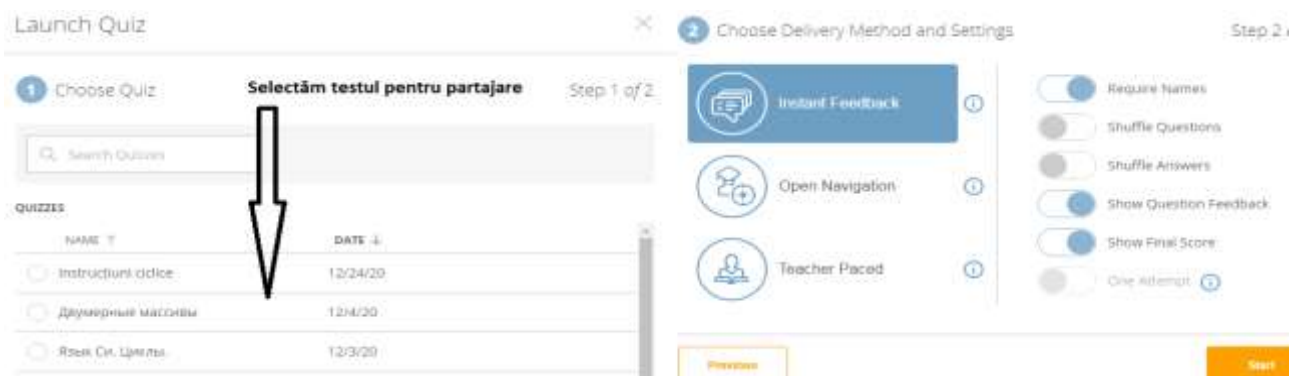 Launch Quiz
1 Choose Quiz
Selectăm testul pentru partajare
Step 1 of 2
Search Quizzes
QUIZZES
NAME
DATE
Instrucțiuni ciclice
12/24/20
Двумерные массивы
12/4/20
Язык Си. Циклы.
12/3/20
2 Choose Delivery Method and Settings
Step 2
Instant Feedback
Open Navigation
Teacher Paced
Require Names
Shuffle Questions
Shuffle Answers
Show Question Feedback
Show Final Score
One Attempt
Previous
Start